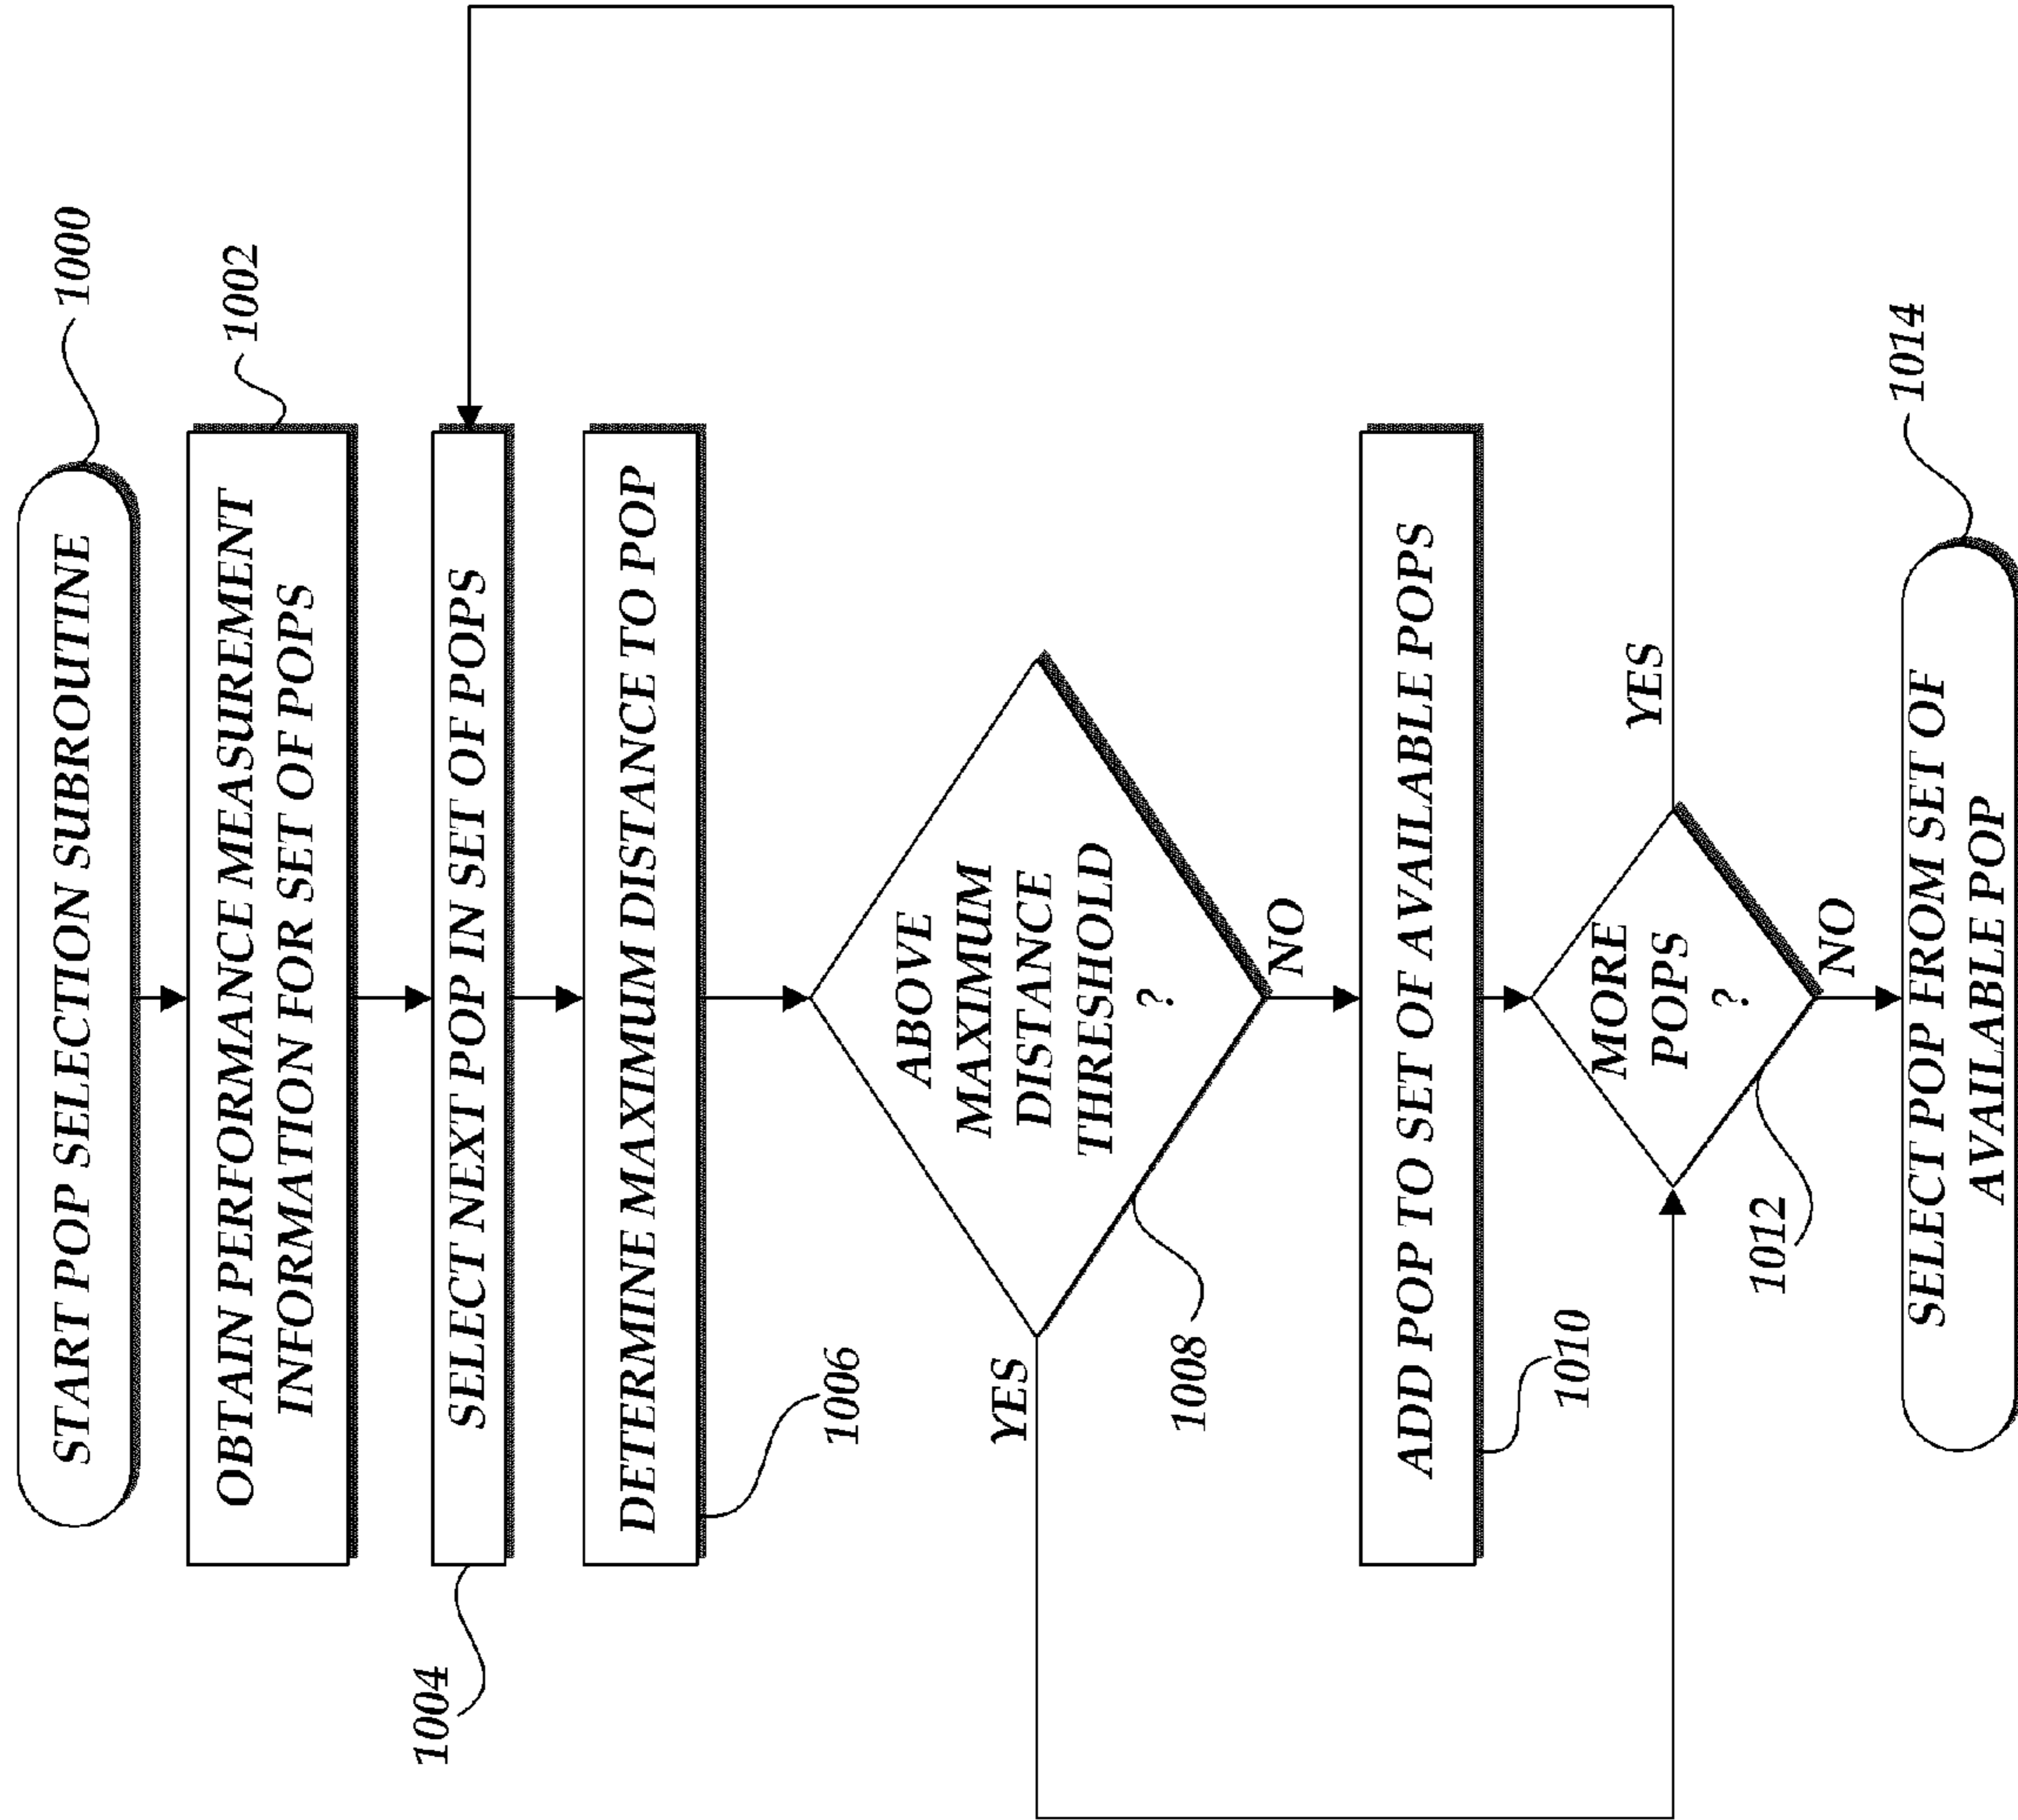 START POP SELECTION SUBROUTINE
1000
OBTAIN PERFORMANCE MEASUREMENT
INFORMATION FOR SET OF POPS
1002
SELECT NEXT POP IN SET OF POPS
1004
DETERMINE MAXIMUM DISTANCE TO POP
1006
ABOVE
MAXIMUM
DISTANCE
THRESHOLD
?
1008
YES
NO
ADD POP TO SET OF AVAILABLE POPS
1010
MORE
POPS
?
1012
YES
NO
SELECT POP FROM SET OF
AVAILABLE POP
1014